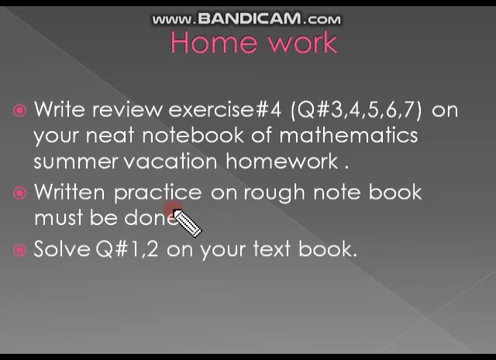 www.BANDICAM.com
Home work
Write review exercise#4 (Q#3,4,5,6,7) on
your neat notebook of mathematics
summer vacation homework .
Written practice on rough note book
must be done
Solve Q#1,2 on your text book.